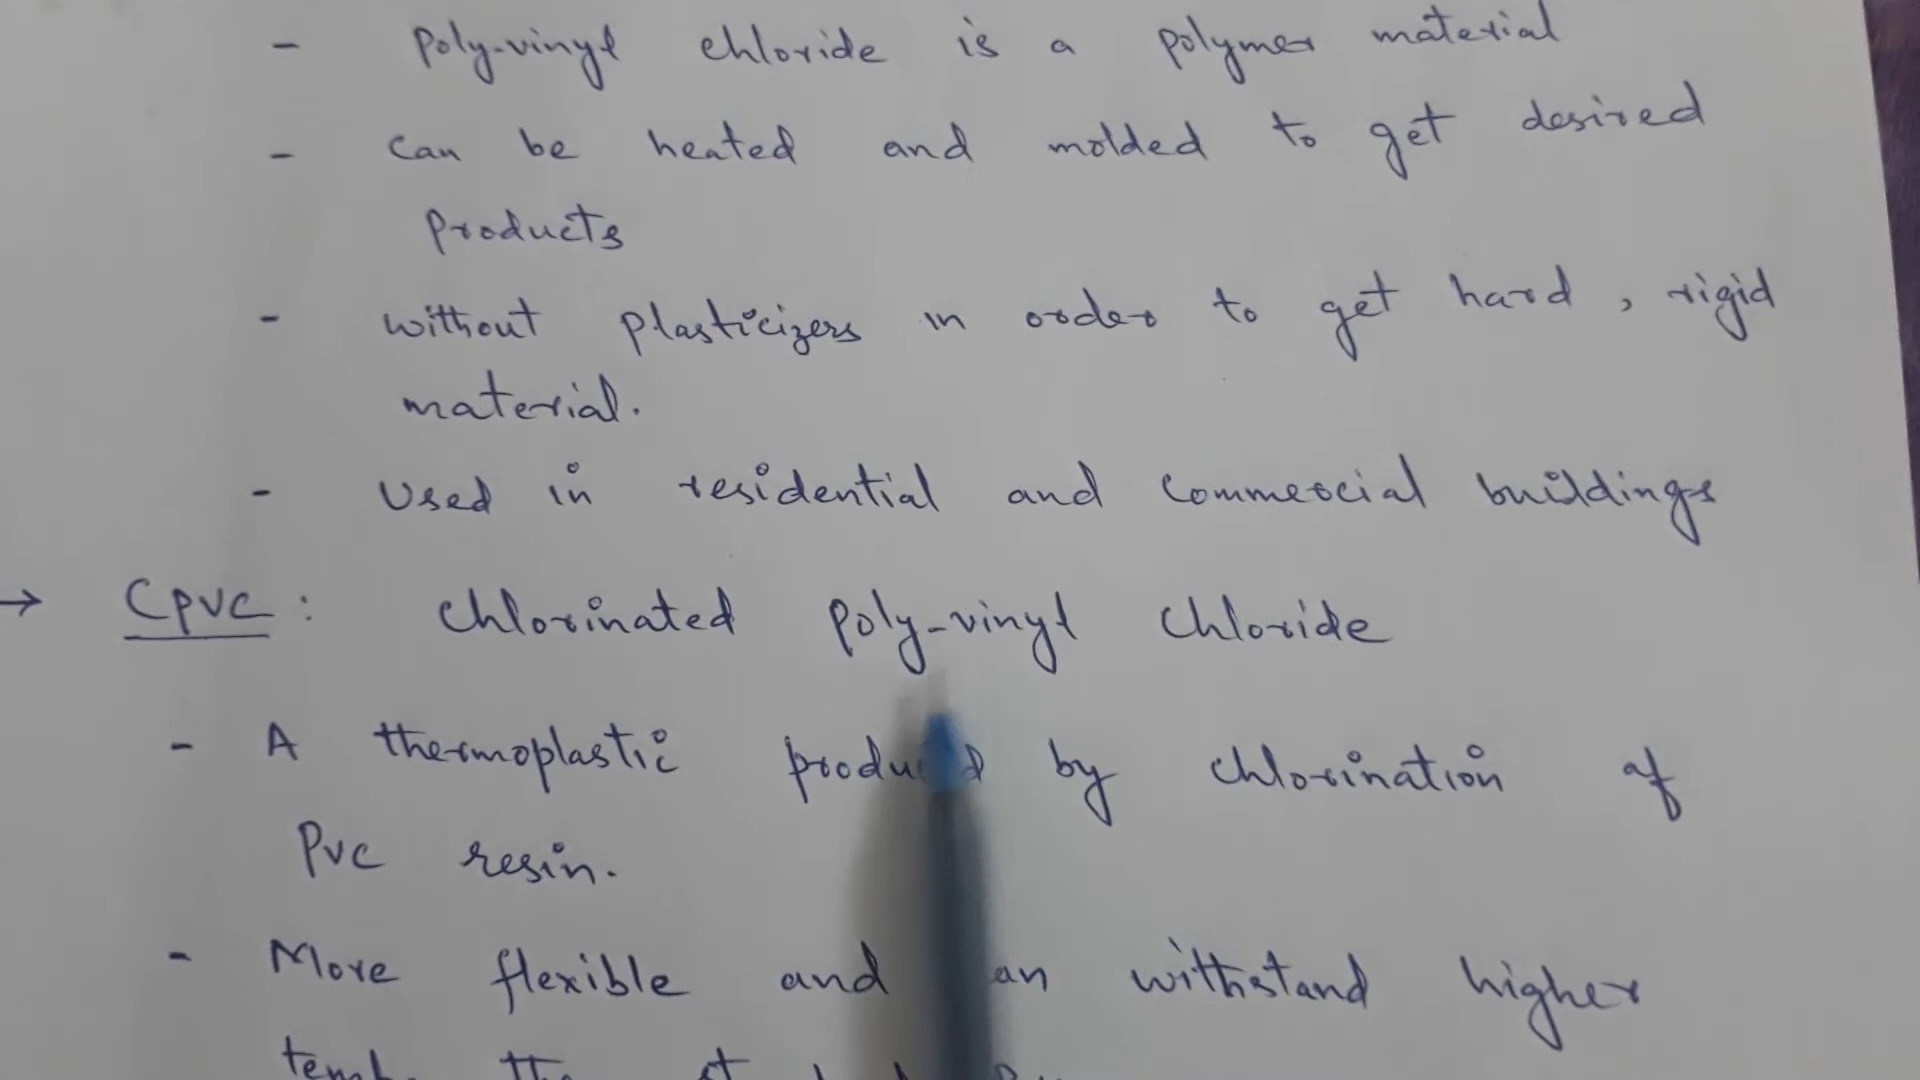 - Poly-vinyl chloride is a polymer material
- Can be heated and molded to get desired
products
- without plasticizers in order to get hard, rigid
material.
- Used in residential and Commercial buildings
→ CPVC: Chlorinated Poly-vinyl Chloride
- A thermoplastic by chlorination of
PVC resin.
- More flexible and withstand higher